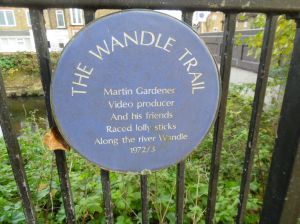 THE WANDLE TRAIL
Martin Gardener
Video producer
And his friends
Raced lolly sticks
Along the river Wandle
1972/3